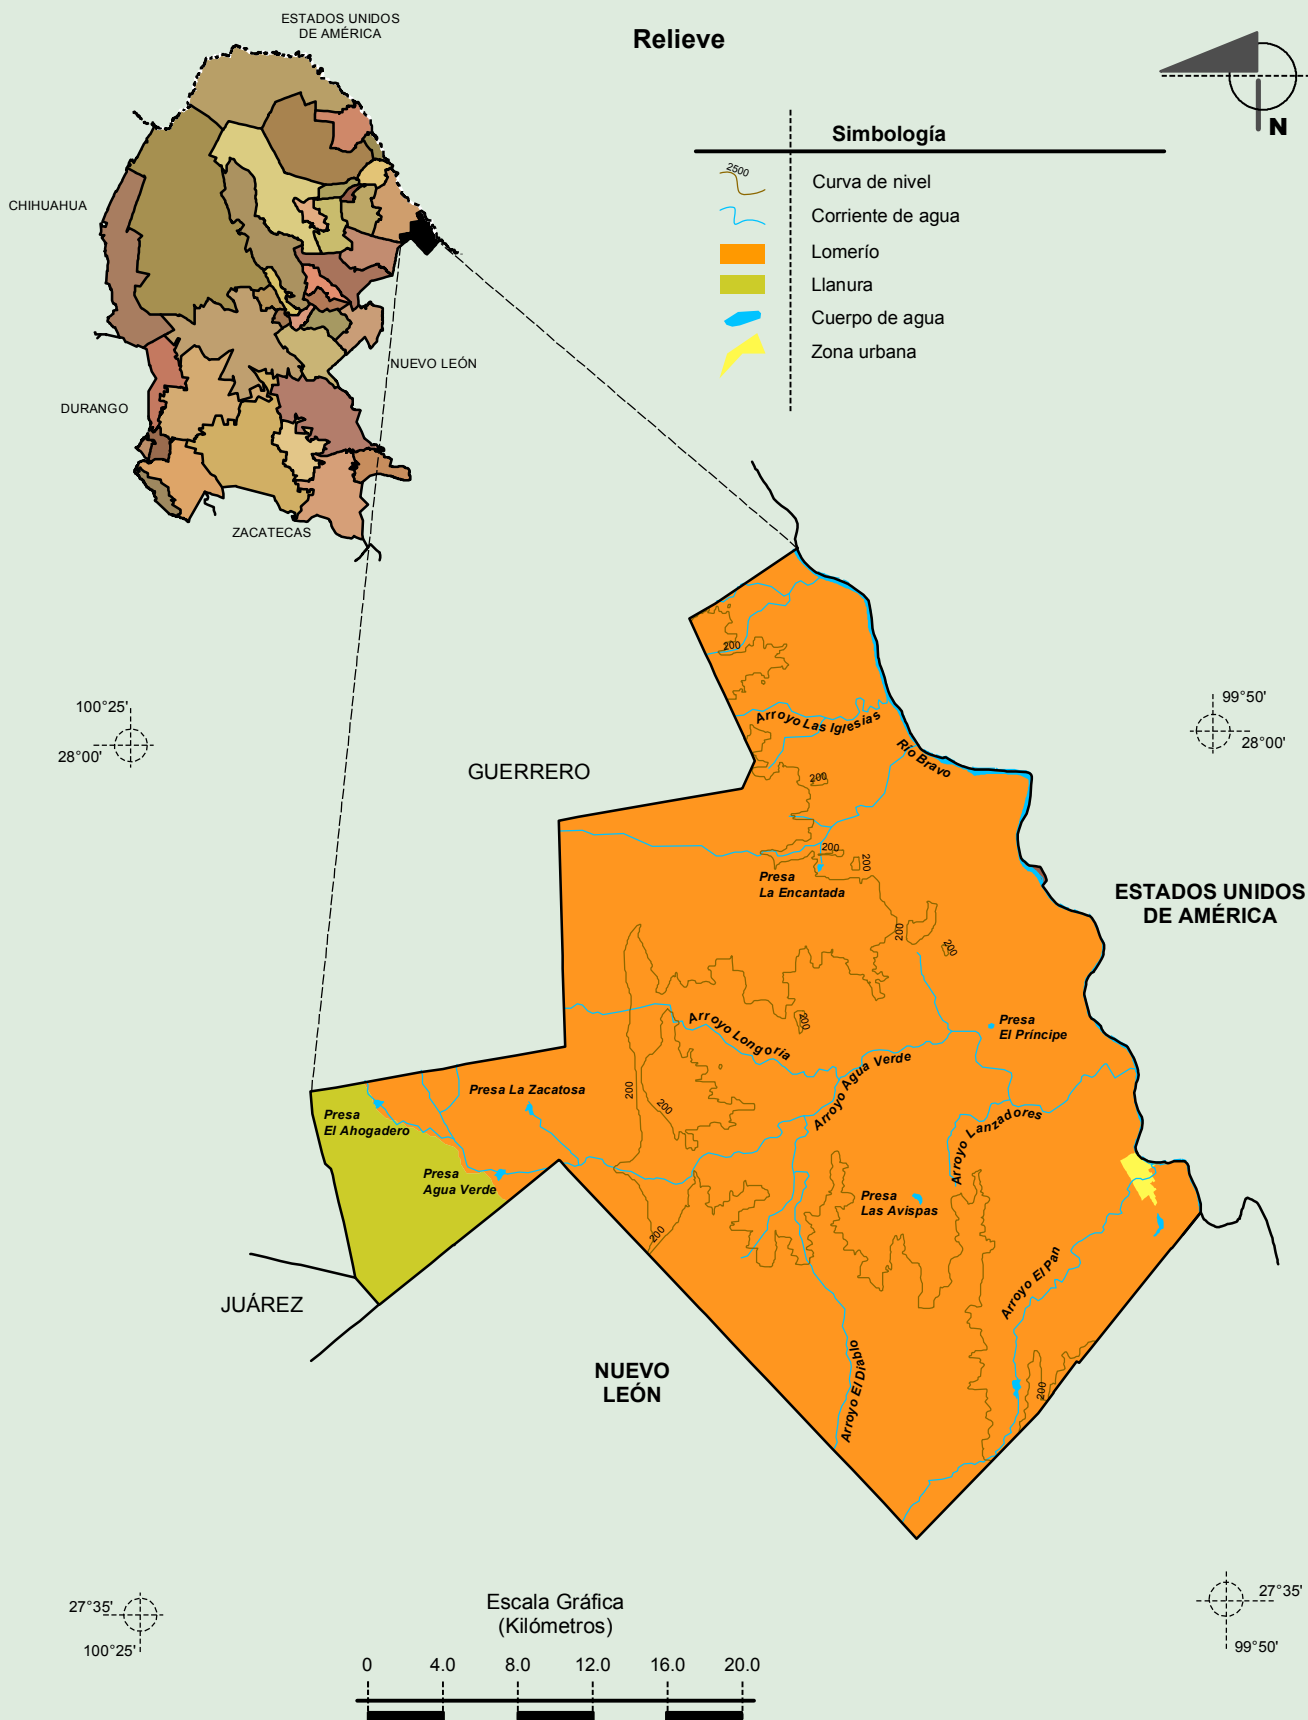 Relieve
ESTADOS UNIDOS
DE AMÉRICA
CHIHUAHUA
NUEVO LEÓN
DURANGO
ZACATECAS
N
Simbología
2500
Curva de nivel
Corriente de agua
Lomerío
Llanura
Cuerpo de agua
Zona urbana
100°25'
28°00'
99°50'
28°00'
GUERRERO
200
Arroyo Las Iglesias
Río Bravo
200
200
200
Presa
La Encantada
ESTADOS UNIDOS
DE AMÉRICA
200
200
200
Arroyo Longoria
Presa
El Príncipe
Arroyo Agua Verde
200
200
Presa La Zacatosa
Presa
El Ahogadero
Arroyo Lanzadores
Presa
Agua Verde
Presa
Las Avispas
200
Arroyo El Pan
JUÁREZ
NUEVO
LEÓN
Arroyo El Diablo
200
27°35'
100°25'
27°35'
99°50'
Escala Gráfica
(Kilómetros)
0 4.0 8.0 12.0 16.0 20.0